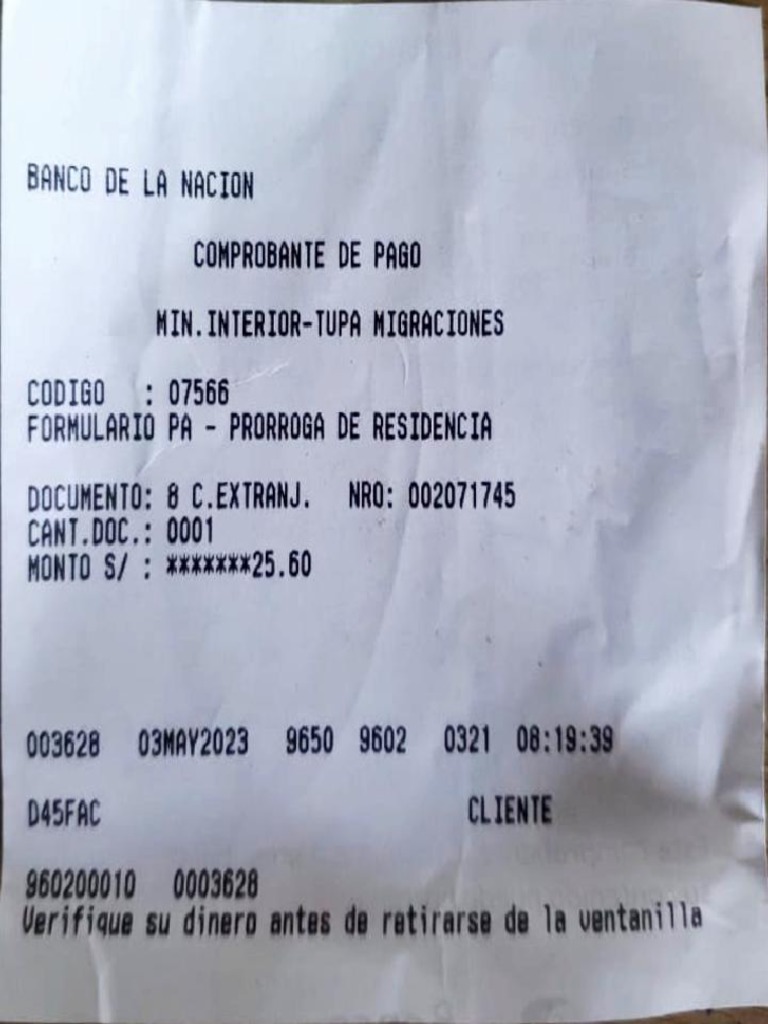 BANCO DE LA NACION
COMPROBANTE DE PAGO
MIN.INTERIOR-TUPA MIGRACIONES
CODIGO : 07566
FORMULARIO PA - PRORROGA DE RESIDENCIA
DOCUMENTO: 8 C.EXTRANJ. NRO: 002071745
CANT.DOC.: 0001
MONTO S/ : *******25.60
003628 03MAY2023 9650 9602 0321 08:19:39
D45FAC CLIENTE
960200010 0003628
Verifique su dinero antes de retirarse de la ventanilla